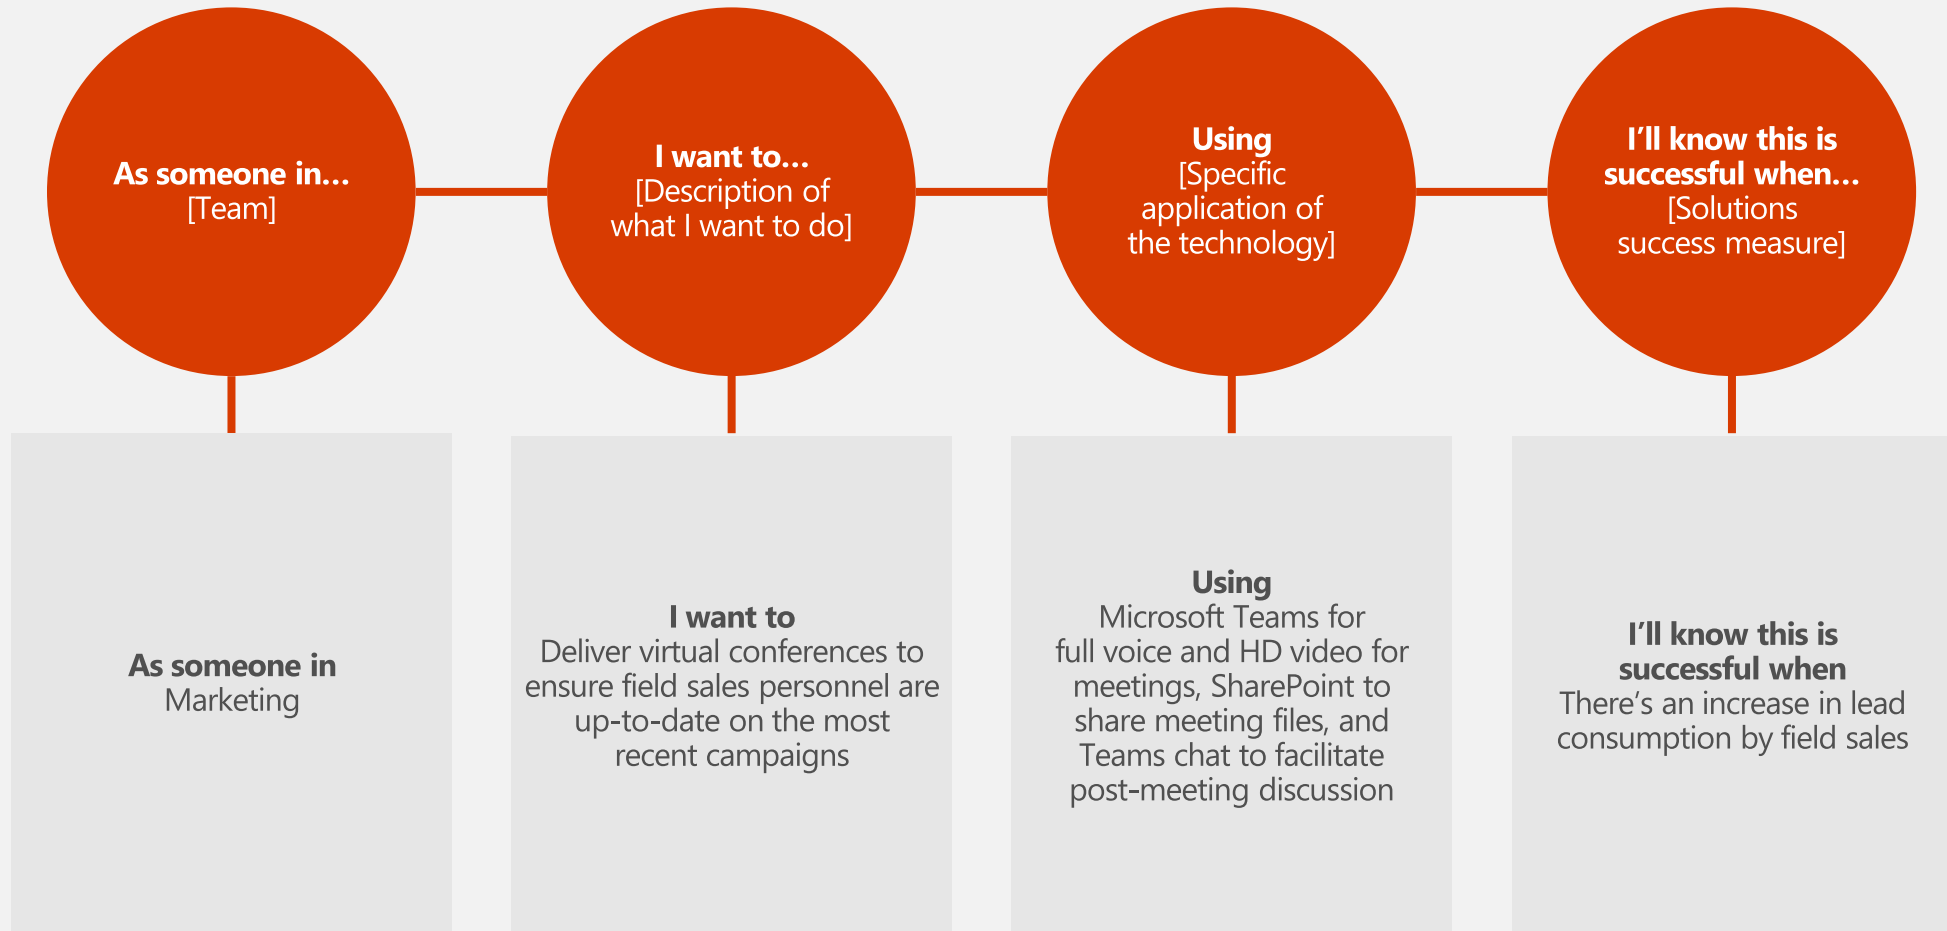 As someone in…
[Team]
I want to…
[Description of
what I want to do]
Using
[Specific
application of
the technology]
I’ll know this is
successful when…
[Solutions
success measure]
As someone in
Marketing
I want to
Deliver virtual conferences to
ensure field sales personnel are
up-to-date on the most
recent campaigns
Using
Microsoft Teams for
full voice and HD video for
meetings, SharePoint to
share meeting files, and
Teams chat to facilitate
post-meeting discussion
I’ll know this is
successful when
There’s an increase in lead
consumption by field sales